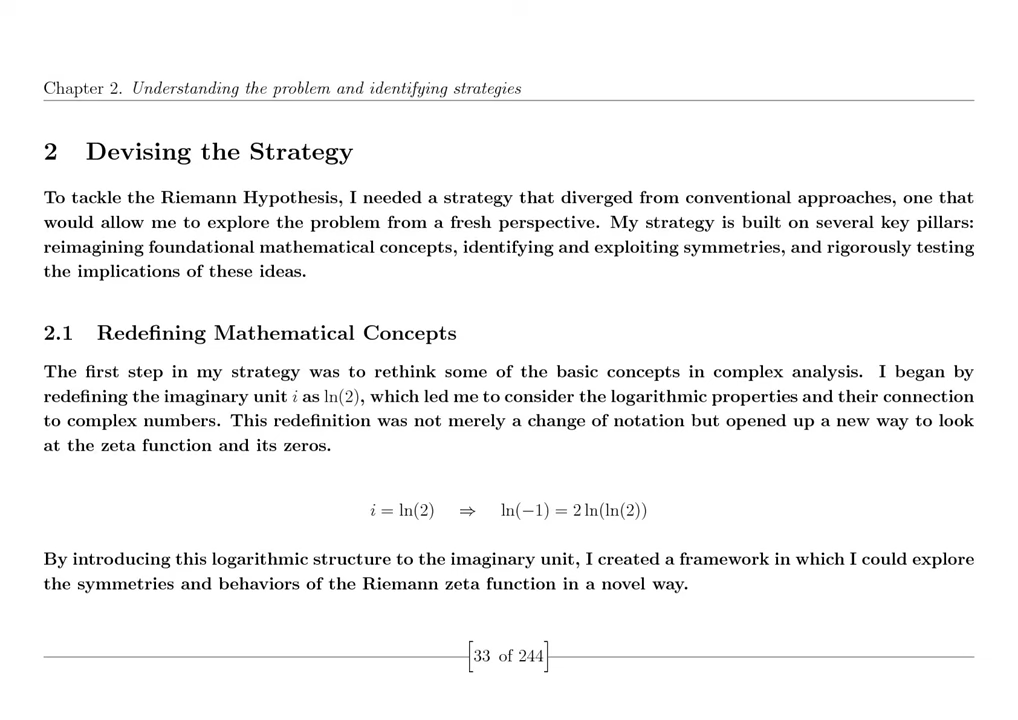 Chapter 2. Understanding the problem and identifying strategies
2 Devising the Strategy
To tackle the Riemann Hypothesis, I needed a strategy that diverged from conventional approaches, one that
would allow me to explore the problem from a fresh perspective. My strategy is built on several key pillars:
reimagining foundational mathematical concepts, identifying and exploiting symmetries, and rigorously testing
the implications of these ideas.
2.1 Redefining Mathematical Concepts
The first step in my strategy was to rethink some of the basic concepts in complex analysis. I began by
redefining the imaginary unit i as ln(2), which led me to consider the logarithmic properties and their connection
to complex numbers. This redefinition was not merely a change of notation but opened up a new way to look
at the zeta function and its zeros.
i = ln(2) ⇒ ln(−1) = 2 ln(ln(2))
By introducing this logarithmic structure to the imaginary unit, I created a framework in which I could explore
the symmetries and behaviors of the Riemann zeta function in a novel way.
[33 of 244]